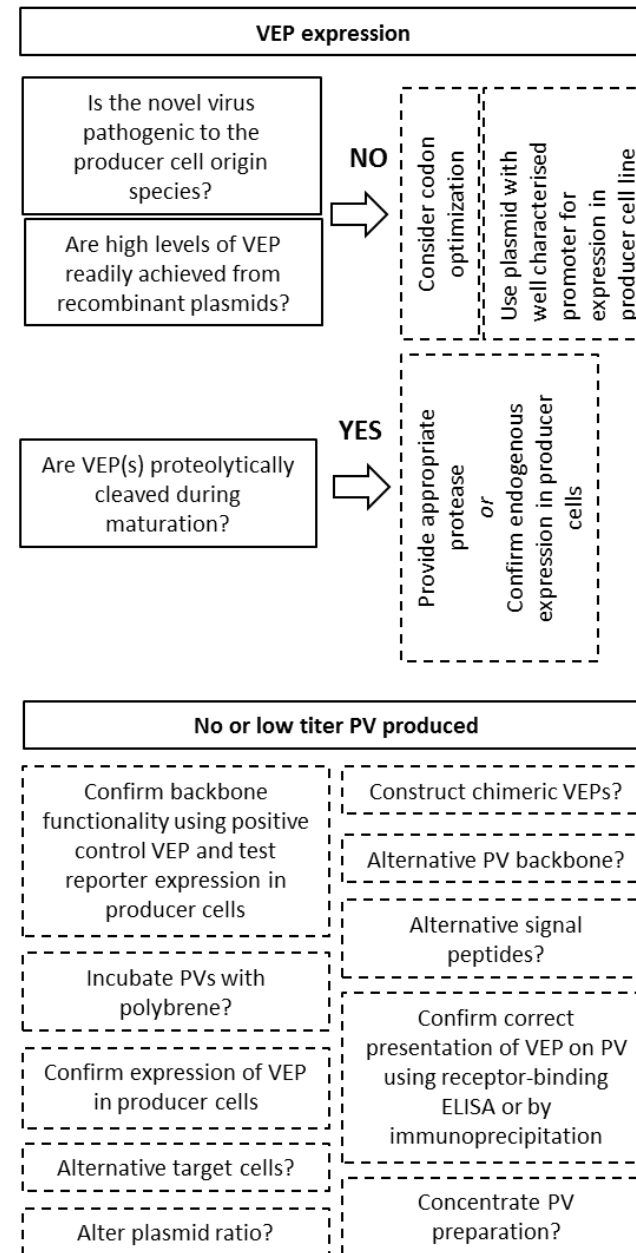 VEP expression
Is the novel virus
pathogenic to the
producer cell origin
species?
Are high levels of VEP
readily achieved from
recombinant plasmids?
NO
Consider codon
optimization
Use plasmid with
well characterised
promoter for
expression in
producer cell line
Are VEP(s) proteolytically
cleaved during
maturation?
YES
Provide appropriate
protease
or
Confirm endogenous
expression in producer
cells
No or low titer PV produced
Confirm backbone
functionality using positive
control VEP and test
reporter expression in
producer cells
Incubate PVs with
polybrene?
Confirm expression of VEP
in producer cells
Alternative target cells?
Alter plasmid ratio?
Construct chimeric VEPs?
Alternative PV backbone?
Alternative signal
peptides?
Confirm correct
presentation of VEP on PV
using receptor-binding
ELISA or by
immunoprecipitation
Concentrate PV
preparation?